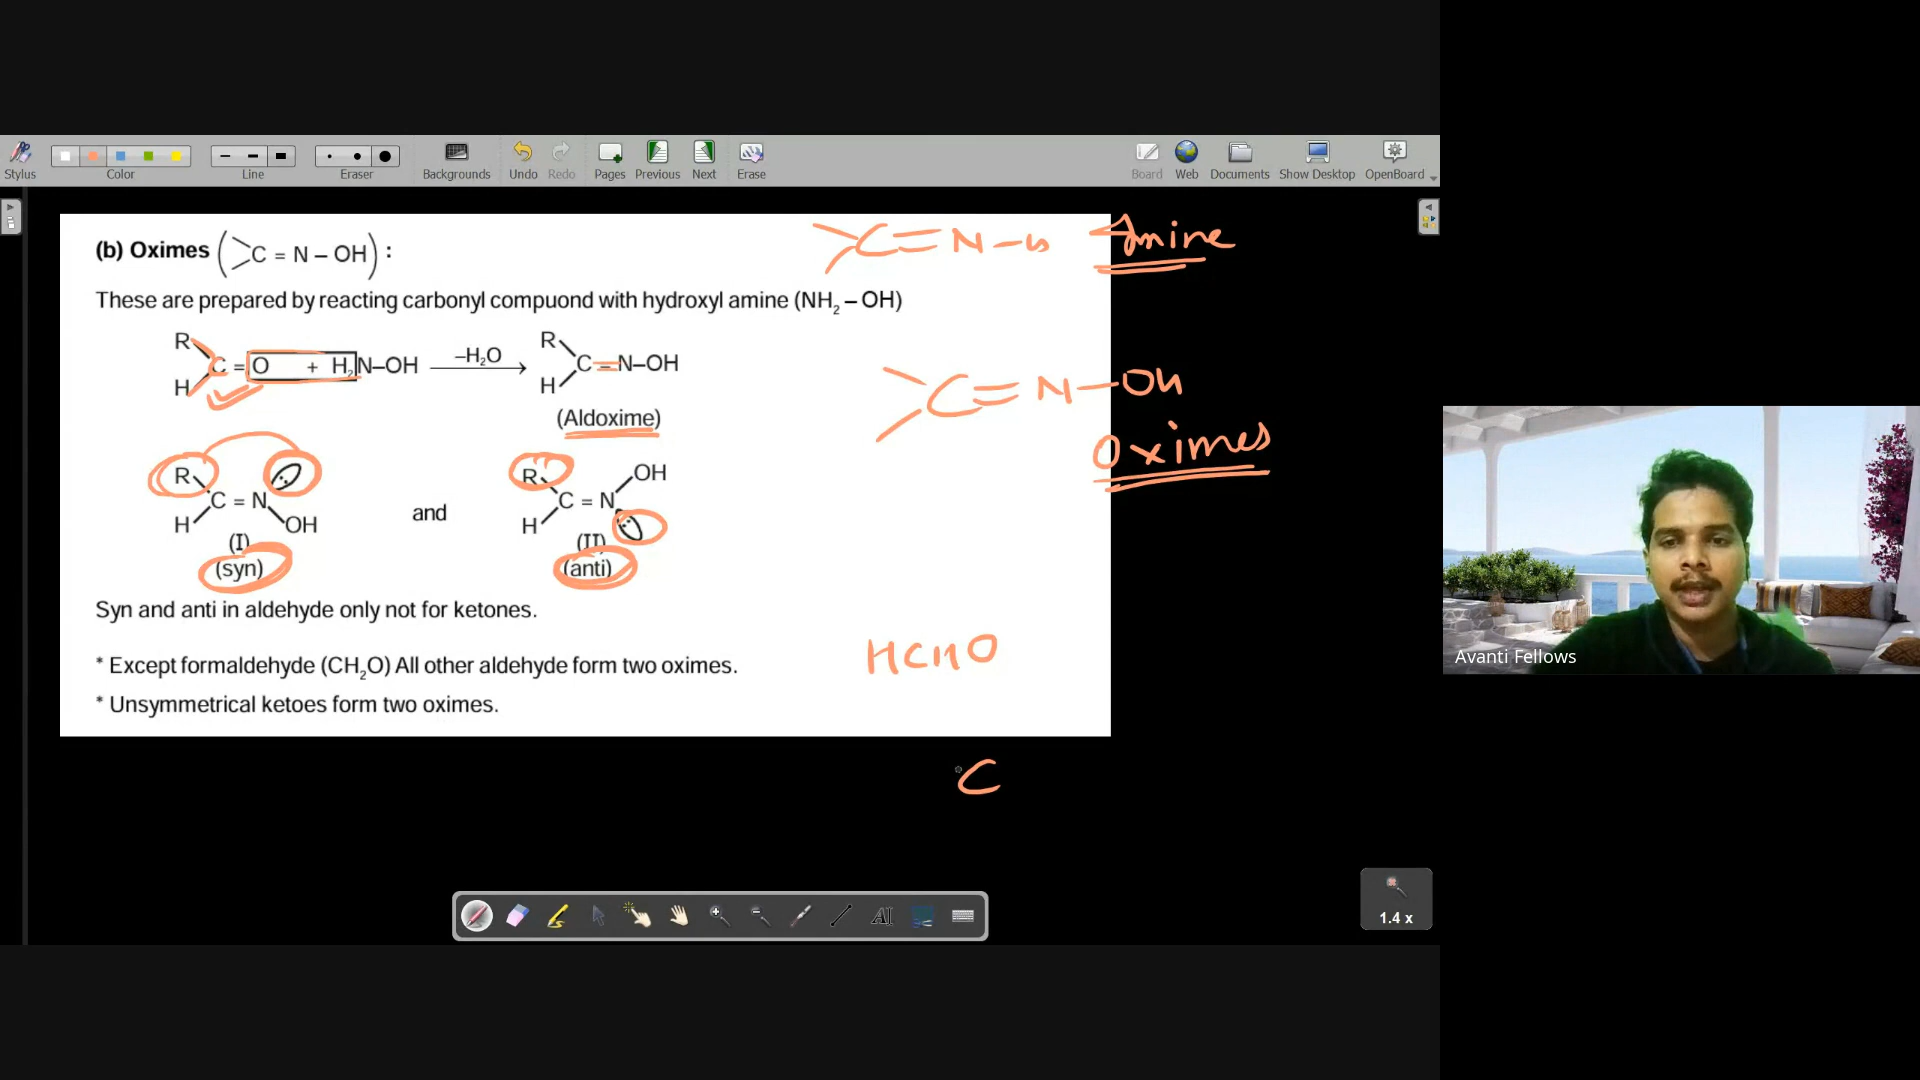 Stylus Color Line Eraser Backgrounds Undo Redo Pages Previous Next Erase Board Web Documents Show Desktop OpenBoard
(b) Oximes (>C = N – OH) :
C=N-G Amine
These are prepared by reacting carbonyl compuond with hydroxyl amine (NH2 – OH)
R
C = O + H2N–OH –H2O → C = N–OH
H
R
H
(Aldoxime)
C=N-OH
Oximes
R
C = N
H
OH
(I)
(syn)
and
R
OH
C = N
H
(II)
(anti)
Syn and anti in aldehyde only not for ketones.
HCHO
* Except formaldehyde (CH2O) All other aldehyde form two oximes.
* Unsymmetrical ketoes form two oximes.
C
1.4 x
Avanti Fellows